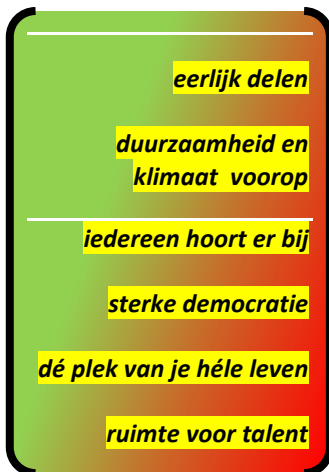 eerlijk delen
duurzaamheid en
klimaat  voorop
iedereen hoort er bij
sterke democratie
dé plek van je héle leven
ruimte voor talent